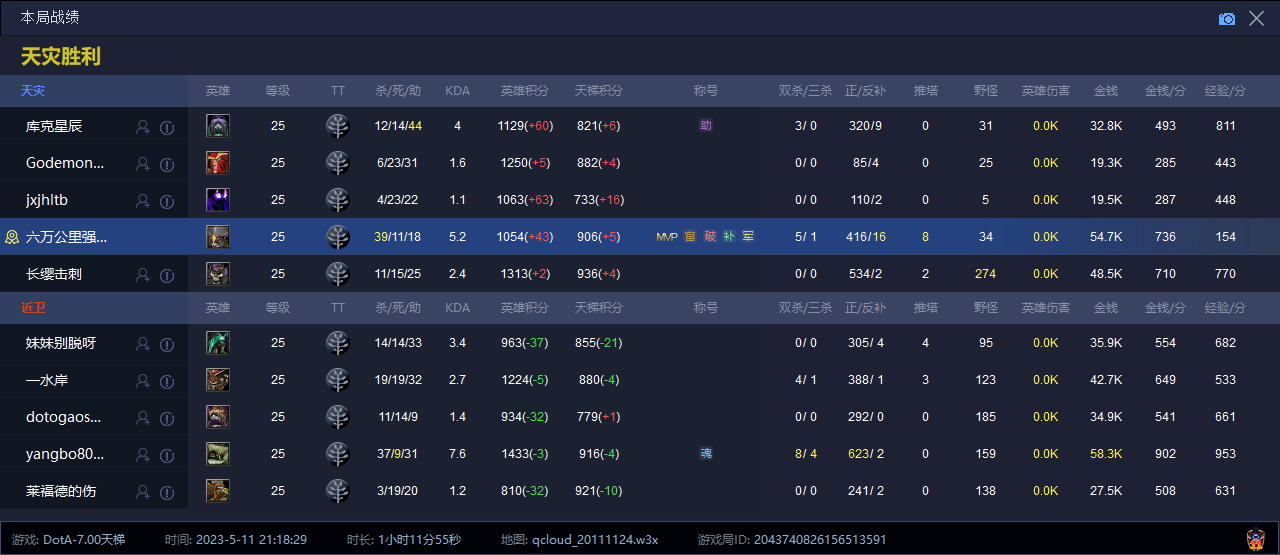 本局战绩
天灾胜利
天灾 英雄 等级 TT 杀/死/助 KDA 英雄积分 天梯积分 称号 双杀/三杀 正/反补 推塔 野怪 英雄伤害 金钱 金钱/分 经验/分
库克星辰 25 12/14/44 4 1129(+60) 821(+6) 助 3/ 0 320/9 0 31 0.0K 32.8K 493 811
Godemon... 25 6/23/31 1.6 1250(+5) 882(+4) 0/ 0 85/4 0 25 0.0K 19.3K 285 443
jxjhltb 25 4/23/22 1.1 1063(+63) 733(+16) 0/ 0 110/2 0 5 0.0K 19.5K 287 448
六万公里强... 25 39/11/18 5.2 1054(+43) 906(+5) MVP 富 破 补 军 5/ 1 416/16 8 34 0.0K 54.7K 736 154
长缨击刺 25 11/15/25 2.4 1313(+2) 936(+4) 0/ 0 534/2 2 274 0.0K 48.5K 710 770
近卫 英雄 等级 TT 杀/死/助 KDA 英雄积分 天梯积分 称号 双杀/三杀 正/反补 推塔 野怪 英雄伤害 金钱 金钱/分 经验/分
妹妹别脱呀 25 14/14/33 3.4 963(-37) 855(-21) 0/ 0 305/ 4 4 95 0.0K 35.9K 554 682
一水岸 25 19/19/32 2.7 1224(-5) 880(-4) 4/ 1 388/ 1 3 123 0.0K 42.7K 649 533
dotogaos... 25 11/14/9 1.4 934(-32) 779(+1) 0/ 0 292/ 0 0 185 0.0K 34.9K 541 661
yangbo80... 25 37/9/31 7.6 1433(-3) 916(-4) 魂 8/ 4 623/ 2 0 159 0.0K 58.3K 902 953
莱福德的伤 25 3/19/20 1.2 810(-32) 921(-10) 0/ 0 241/ 2 0 138 0.0K 27.5K 508 631
游戏: DotA-7.00天梯 时间: 2023-5-11 21:18:29 时长: 1小时11分55秒 地图: qcloud_20111124.w3x 游戏局ID: 2043740826156513591